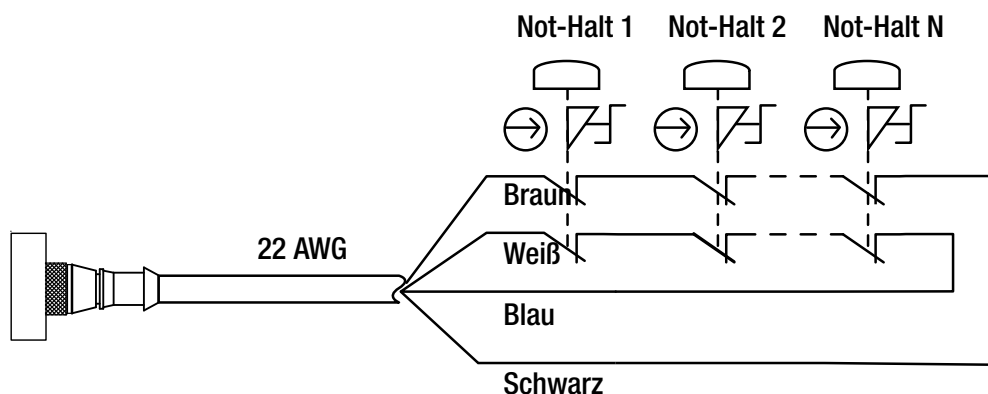 Not-Halt 1
Not-Halt 2
Not-Halt N
Braun
22 AWG
Weiß
Blau
Schwarz